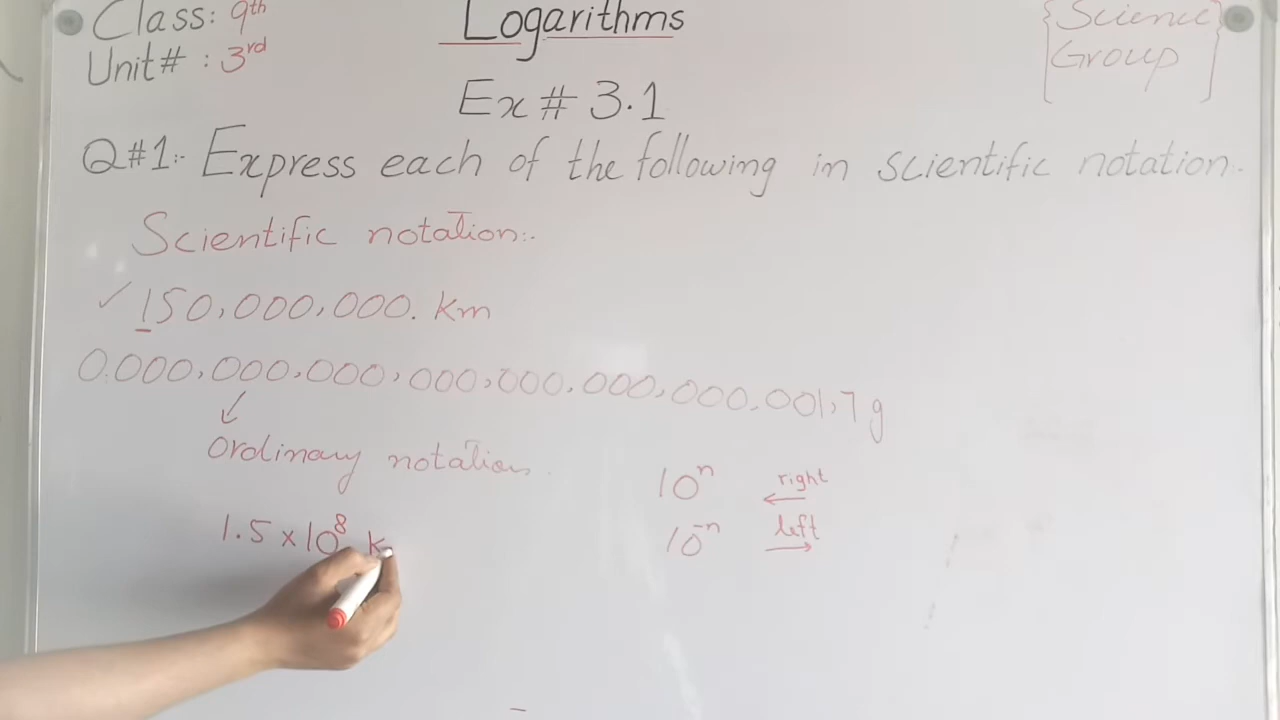 Class: 9th
Unit# : 3rd
Logarithms
{Science
Group}
Ex # 3.1
Q#1:- Express each of the following in scientific notation.
Scientific notation:-
✓ 150,000,000. km
0.000,000,000,000,000,000,000,001,7 g
↙
Ordinary notation
10ⁿ ← right
10⁻ⁿ left →
1.5 × 10⁸ k